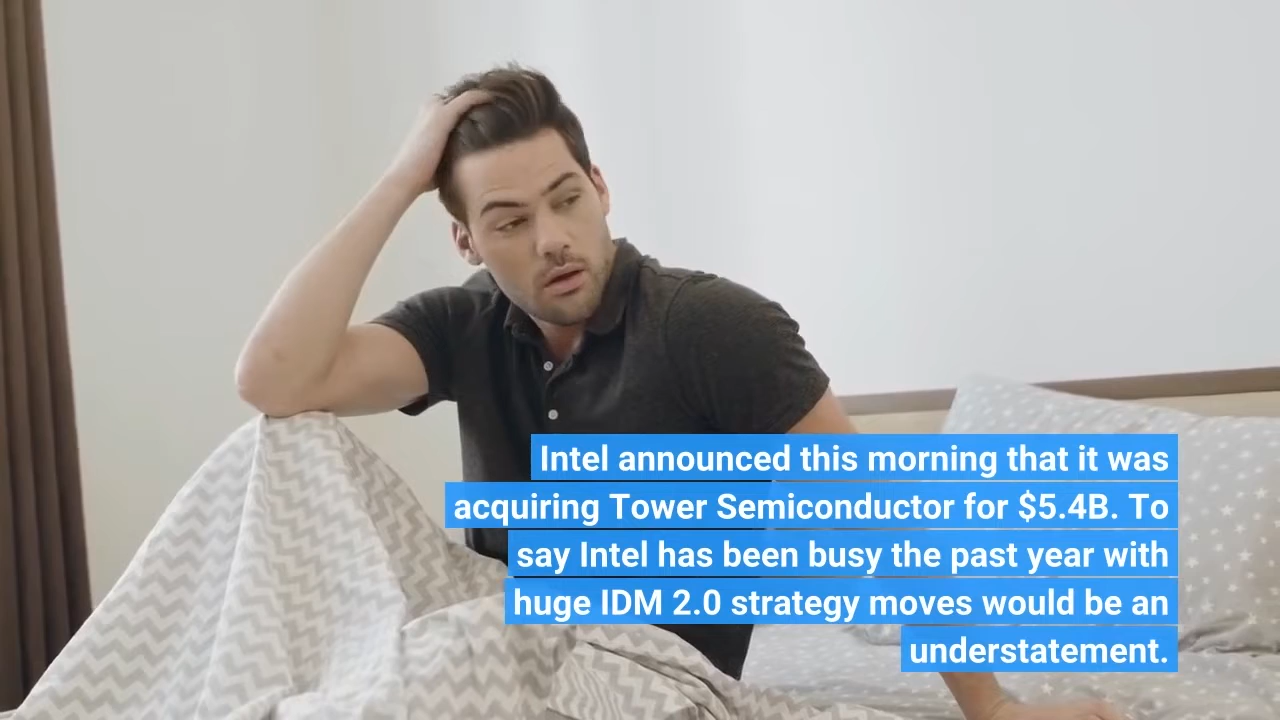 Intel announced this morning that it was
acquiring Tower Semiconductor for $5.4B. To
say Intel has been busy the past year with
huge IDM 2.0 strategy moves would be an
understatement.